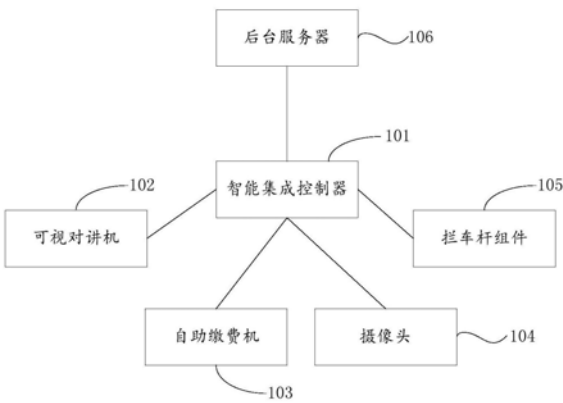 后台服务器
106
101
智能集成控制器
102
105
可视对讲机
拦车杆组件
自助缴费机
摄像头
104
103